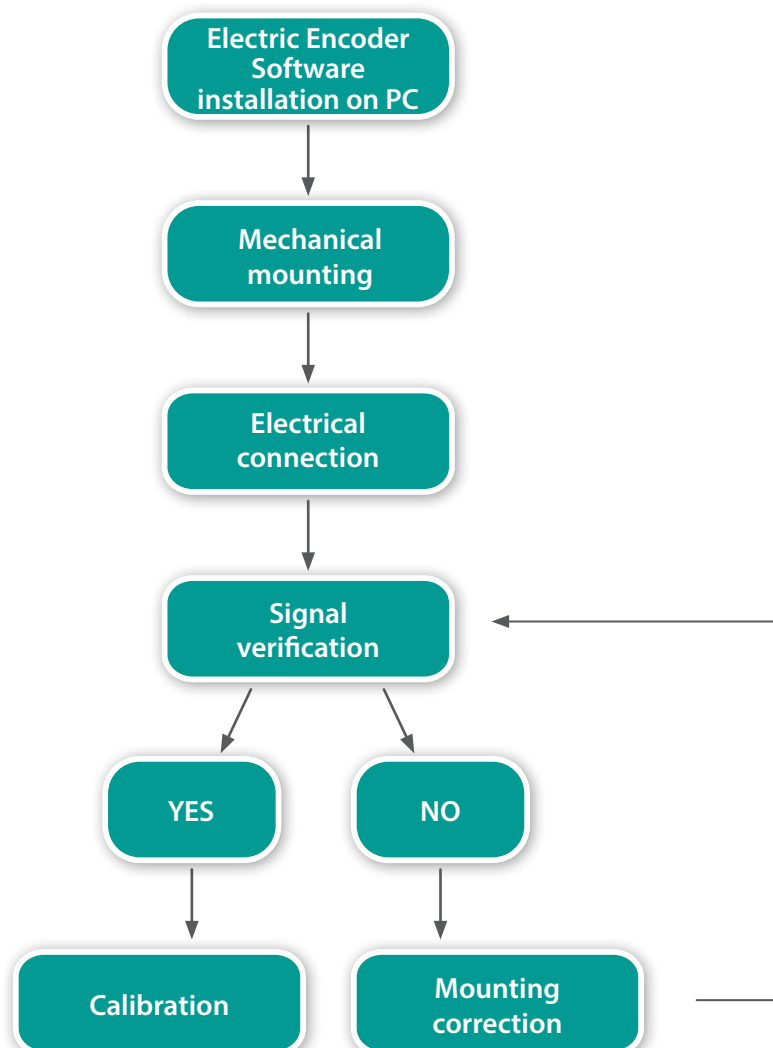 Electric Encoder
Software
installation on PC
Mechanical
mounting
Electrical
connection
Signal
verification
YES
NO
Calibration
Mounting
correction